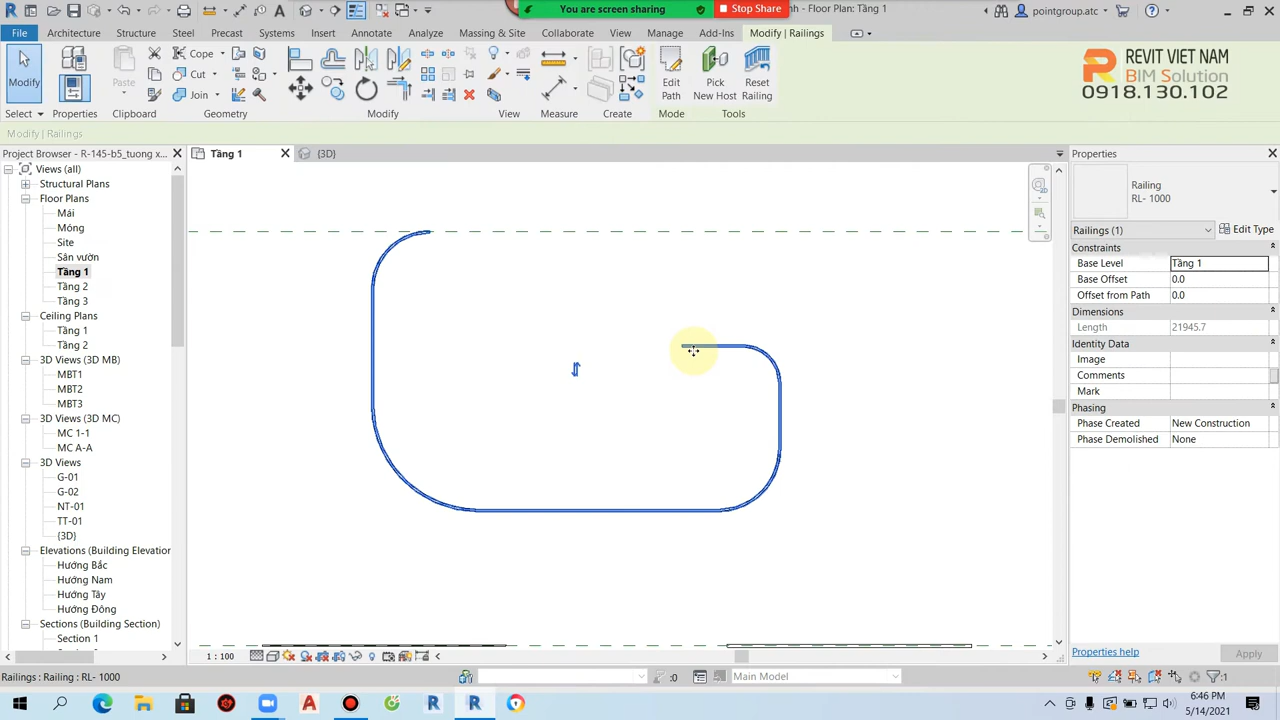 You are screen sharing
Stop Share
nh - Floor Plan: Tầng 1
pointgroup.atc
File
Architecture
Structure
Steel
Precast
Systems
Insert
Annotate
Analyze
Massing & Site
Collaborate
View
Manage
Add-Ins
Modify | Railings
Modify
Paste
Cope
Cut
Join
Edit Path
Pick New Host
Reset Railing
REVIT VIET NAM
BIM Solution
0918.130.102
Select
Properties
Clipboard
Geometry
Modify
View
Measure
Create
Mode
Tools
Modify | Railings
Project Browser - R-145-b5_tuong x...
Tầng 1
{3D}
Properties
Views (all)
Structural Plans
Floor Plans
Mái
Móng
Site
Sân vườn
Tầng 1
Tầng 2
Tầng 3
Ceiling Plans
Tầng 1
Tầng 2
3D Views (3D MB)
MBT1
MBT2
MBT3
3D Views (3D MC)
MC 1-1
MC A-A
3D Views
G-01
G-02
NT-01
TT-01
{3D}
Elevations (Building Elevation
Hướng Bắc
Hướng Nam
Hướng Tây
Hướng Đông
Sections (Building Section)
Section 1
Railing
RL- 1000
Railings (1)
Edit Type
Constraints
Base Level
Tầng 1
Base Offset
0.0
Offset from Path
0.0
Dimensions
Length
21945.7
Identity Data
Image
Comments
Mark
Phasing
Phase Created
New Construction
Phase Demolished
None
Properties help
Apply
1 : 100
Railings : Railing : RL- 1000
:0
Main Model
:1
6:46 PM
5/14/2021